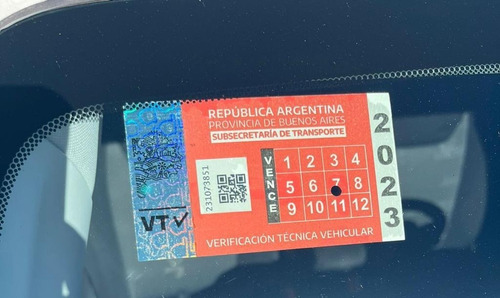 REPÚBLICA ARGENTINA
PROVINCIA DE BUENOS AIRES
SUBSECRETARÍA DE TRANSPORTE
2023
231073851
VENCE
1 2 3 4
5 6 7 8
9 10 11 12
VTV
VERIFICACIÓN TÉCNICA VEHICULAR